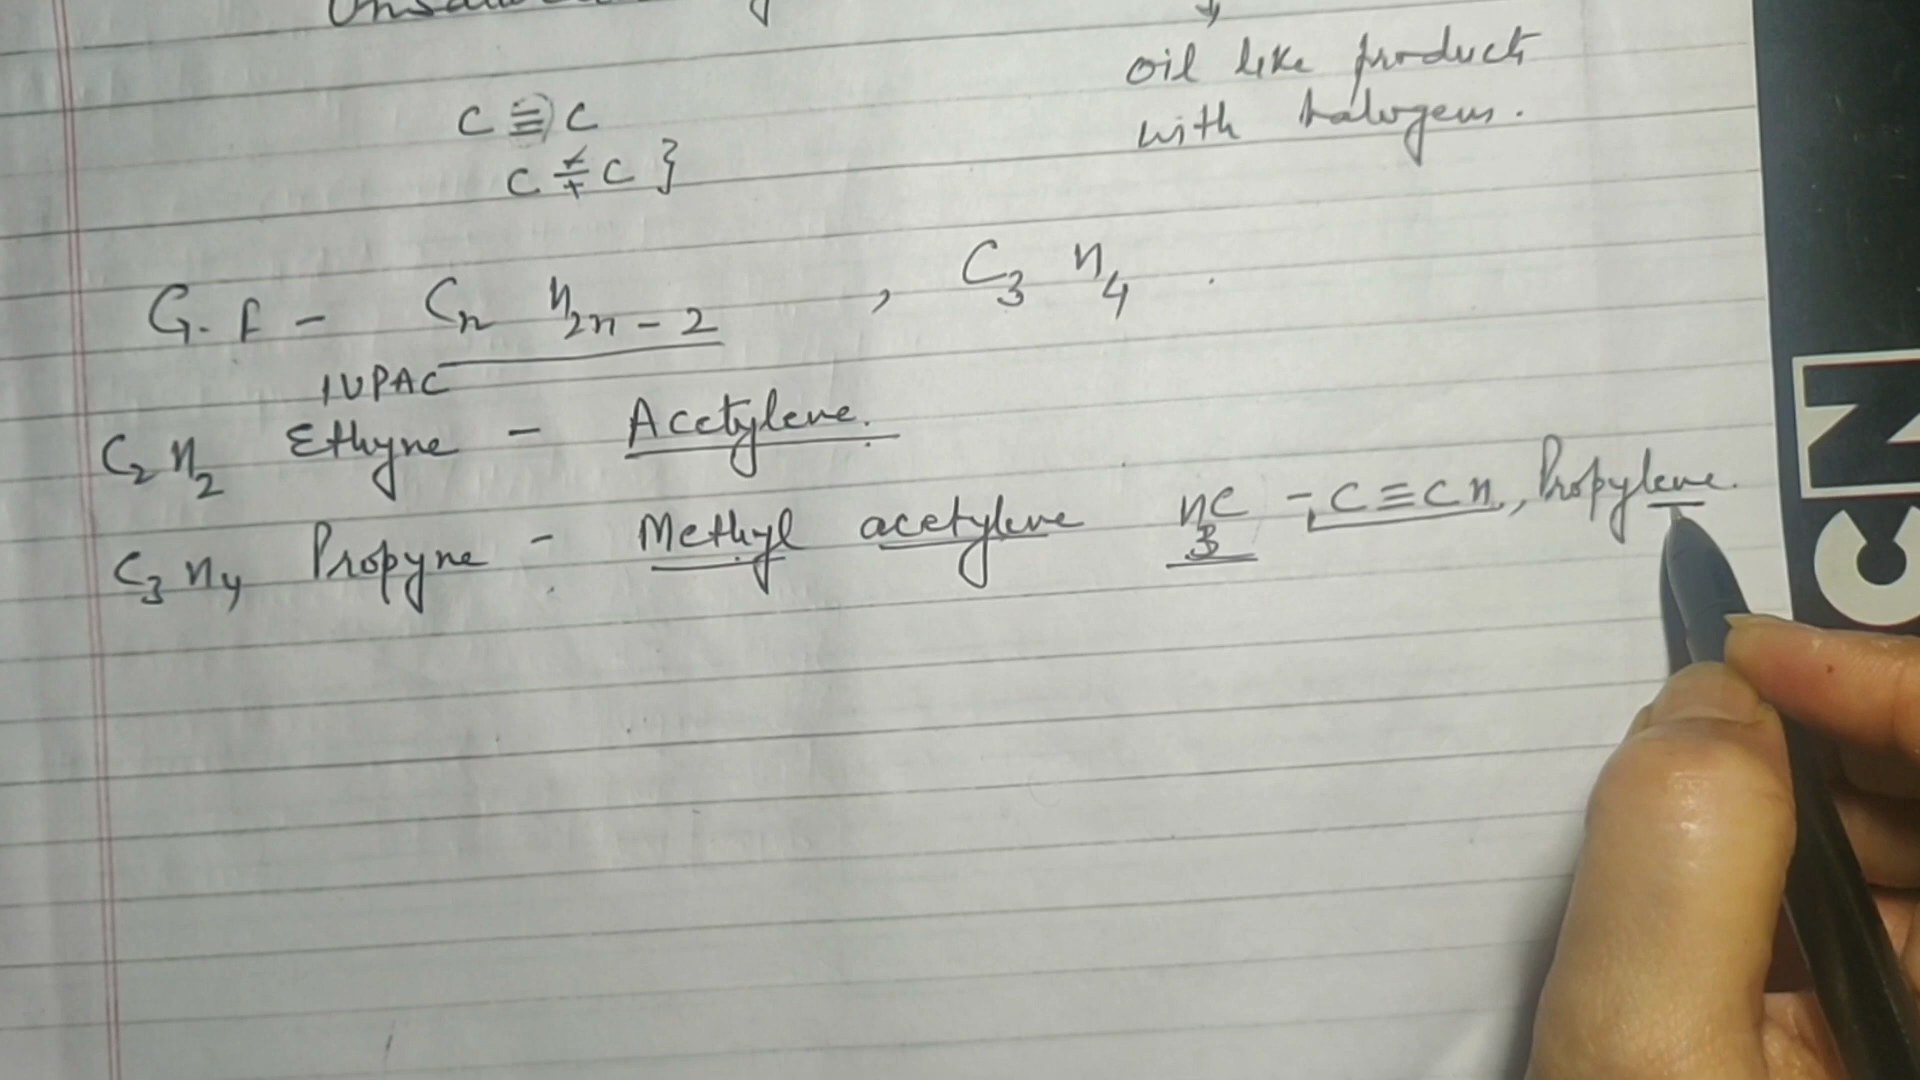 oil like product
with halogens.
C ≡ C
C = C }
G.F - CnH2n-2 , C3H4.
IUPAC
C2H2 Ethyne - Acetylene.
C3H4 Propyne - Methyl acetylene H3C - C ≡ CH, Propylene.
CN